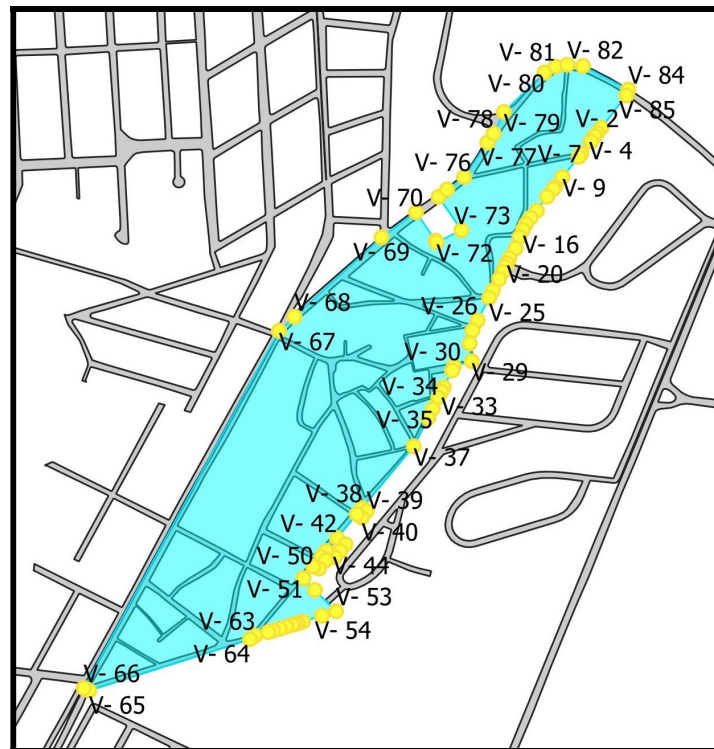 V- 81
V- 82
V- 80
V- 84
V- 85
V- 78
V- 79
V- 2
V- 77
V- 7
V- 4
V- 76
V- 9
V- 70
V- 73
V- 69
V- 72
V- 16
V- 20
V- 68
V- 26
V- 25
V- 67
V- 30
V- 29
V- 34
V- 33
V- 35
V- 37
V- 38
V- 39
V- 42
V- 40
V- 50
V- 44
V- 51
V- 53
V- 63
V- 54
V- 64
V- 66
V- 65